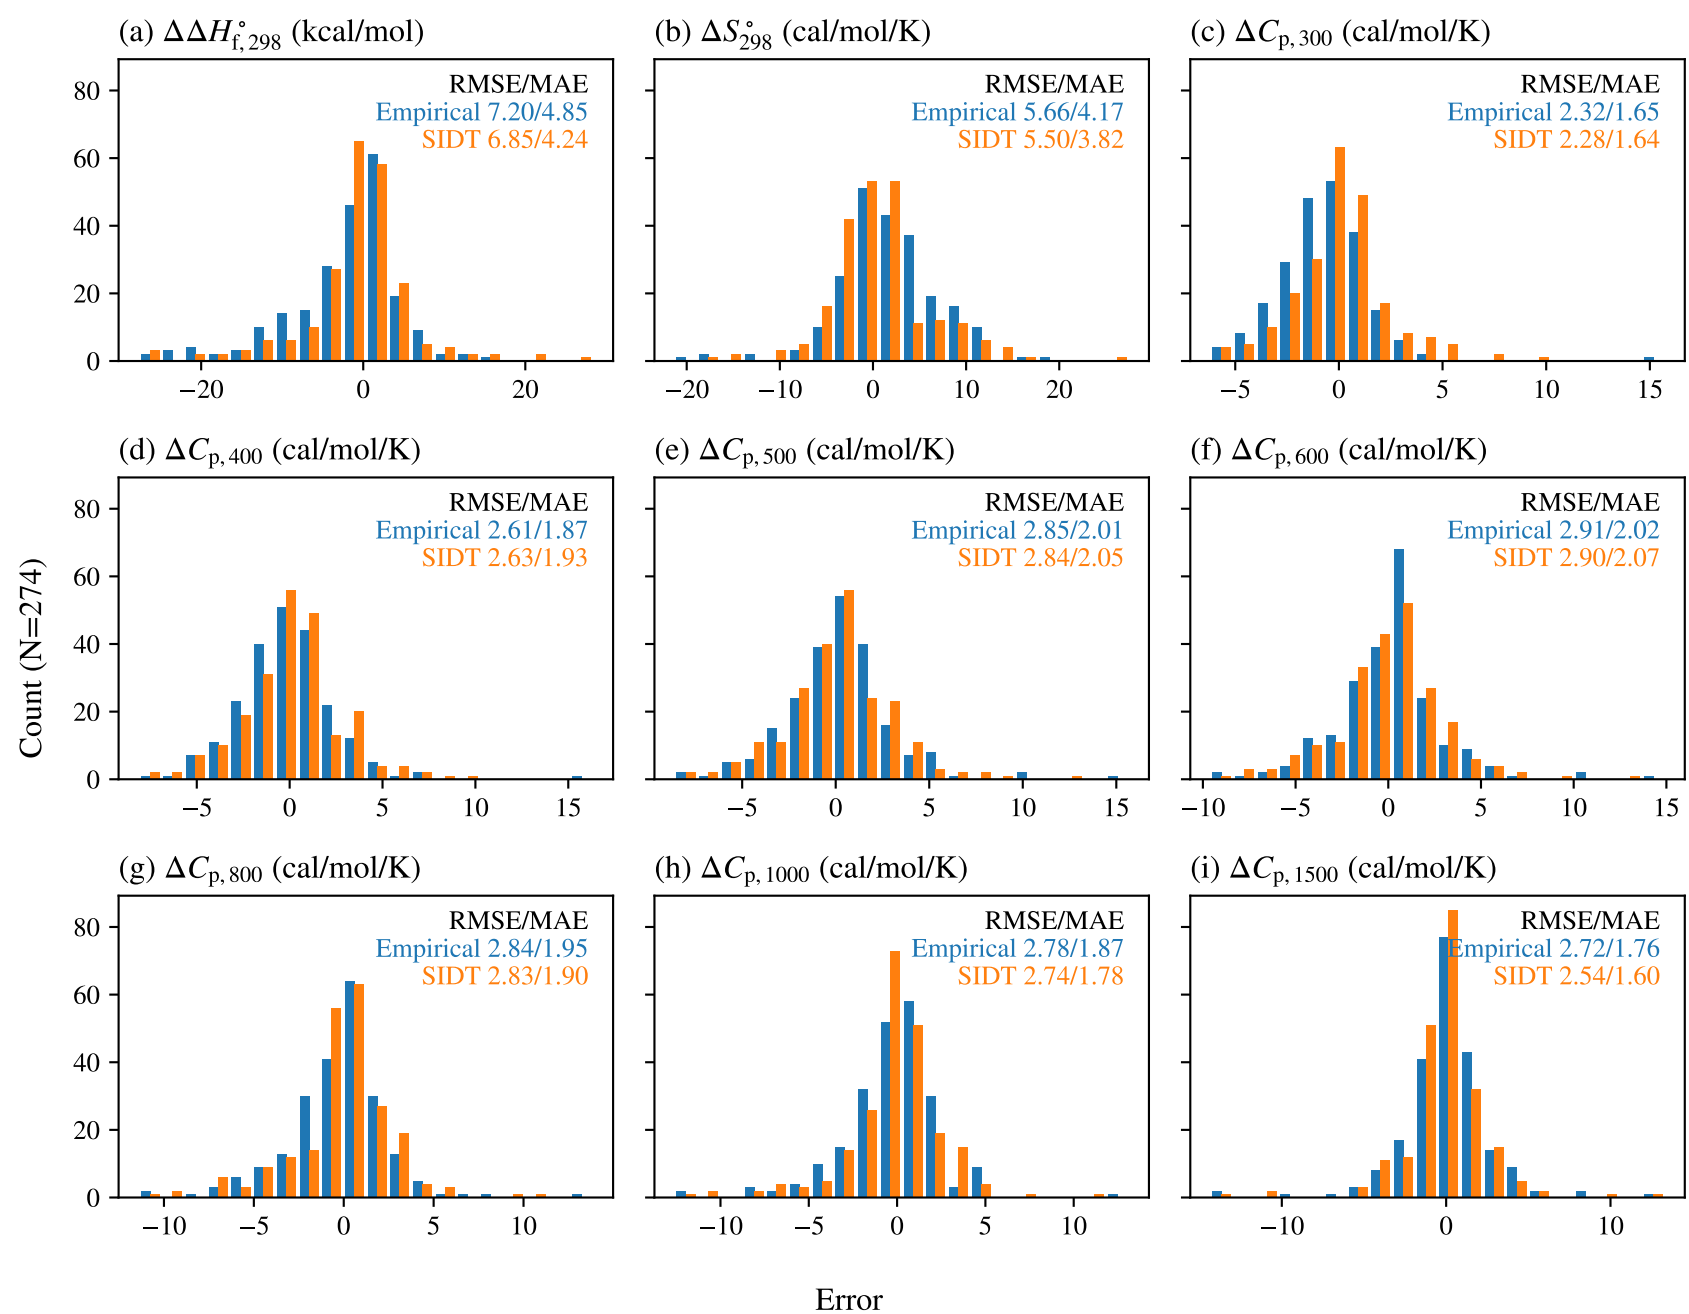 (a) ΔΔH°f, 298 (kcal/mol)
RMSE/MAE
Empirical 7.20/4.85
SIDT 6.85/4.24
80
60
40
20
0
−20 0 20
(b) ΔS°298 (cal/mol/K)
RMSE/MAE
Empirical 5.66/4.17
SIDT 5.50/3.82
−20 −10 0 10 20
(c) ΔCp, 300 (cal/mol/K)
RMSE/MAE
Empirical 2.32/1.65
SIDT 2.28/1.64
−5 0 5 10 15
(d) ΔCp, 400 (cal/mol/K)
RMSE/MAE
Empirical 2.61/1.87
SIDT 2.63/1.93
80
60
40
20
0
−5 0 5 10 15
(e) ΔCp, 500 (cal/mol/K)
RMSE/MAE
Empirical 2.85/2.01
SIDT 2.84/2.05
−5 0 5 10 15
(f) ΔCp, 600 (cal/mol/K)
RMSE/MAE
Empirical 2.91/2.02
SIDT 2.90/2.07
−10 −5 0 5 10 15
Count (N=274)
(g) ΔCp, 800 (cal/mol/K)
RMSE/MAE
Empirical 2.84/1.95
SIDT 2.83/1.90
80
60
40
20
0
−10 −5 0 5 10
(h) ΔCp, 1000 (cal/mol/K)
RMSE/MAE
Empirical 2.78/1.87
SIDT 2.74/1.78
−10 −5 0 5 10
(i) ΔCp, 1500 (cal/mol/K)
RMSE/MAE
Empirical 2.72/1.76
SIDT 2.54/1.60
−10 0 10
Error